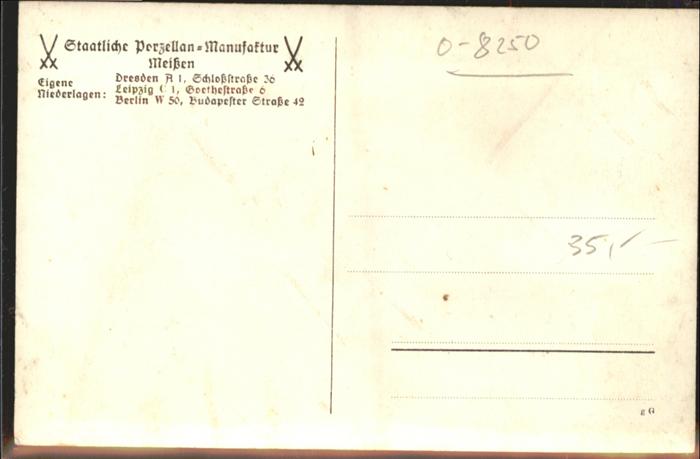 Staatliche Porzellan=Manufaktur
Meißen
Eigene Niederlagen:
Dresden A 1, Schloßstraße 36
Leipzig C 1, Goethestraße 6
Berlin W 50, Budapester Straße 42
0-8250
35,-
g G